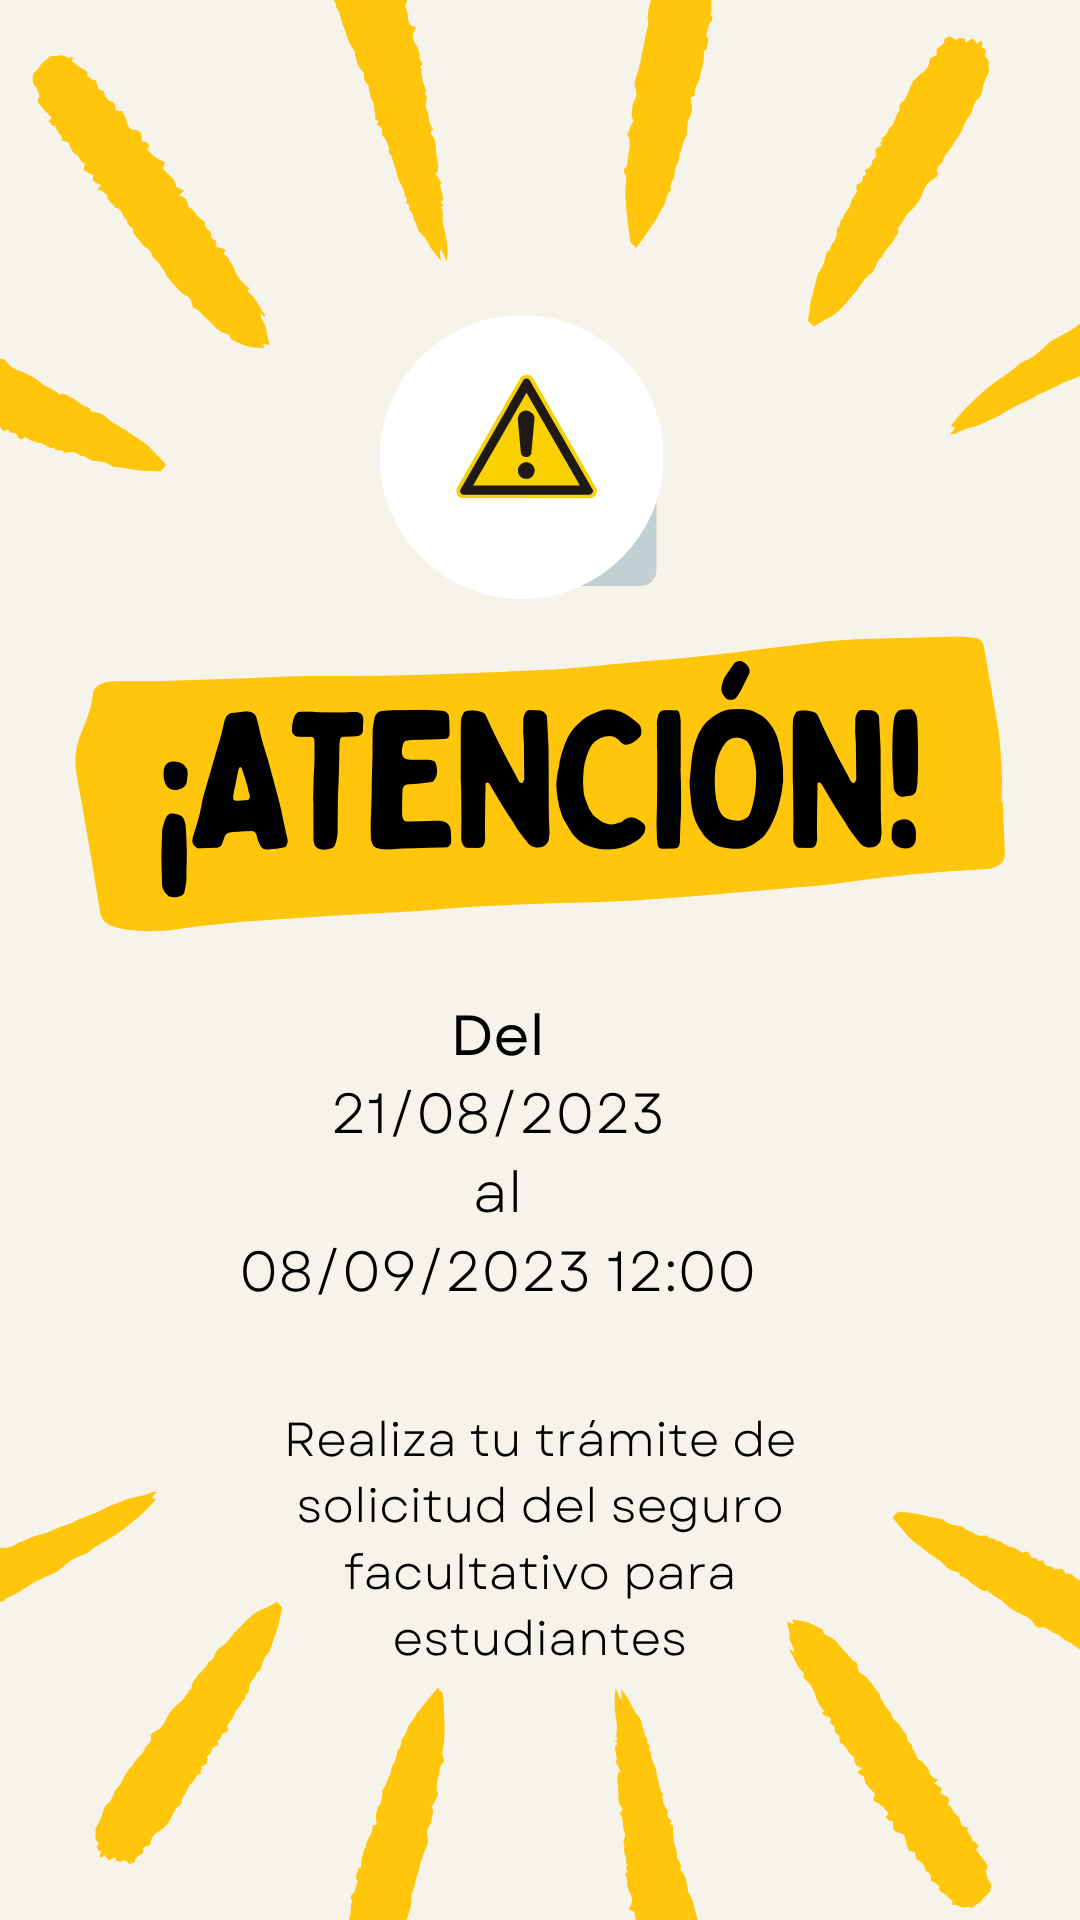 ¡ATENCIÓN!
Del
21/08/2023
al
08/09/2023 12:00
Realiza tu trámite de
solicitud del seguro
facultativo para
estudiantes